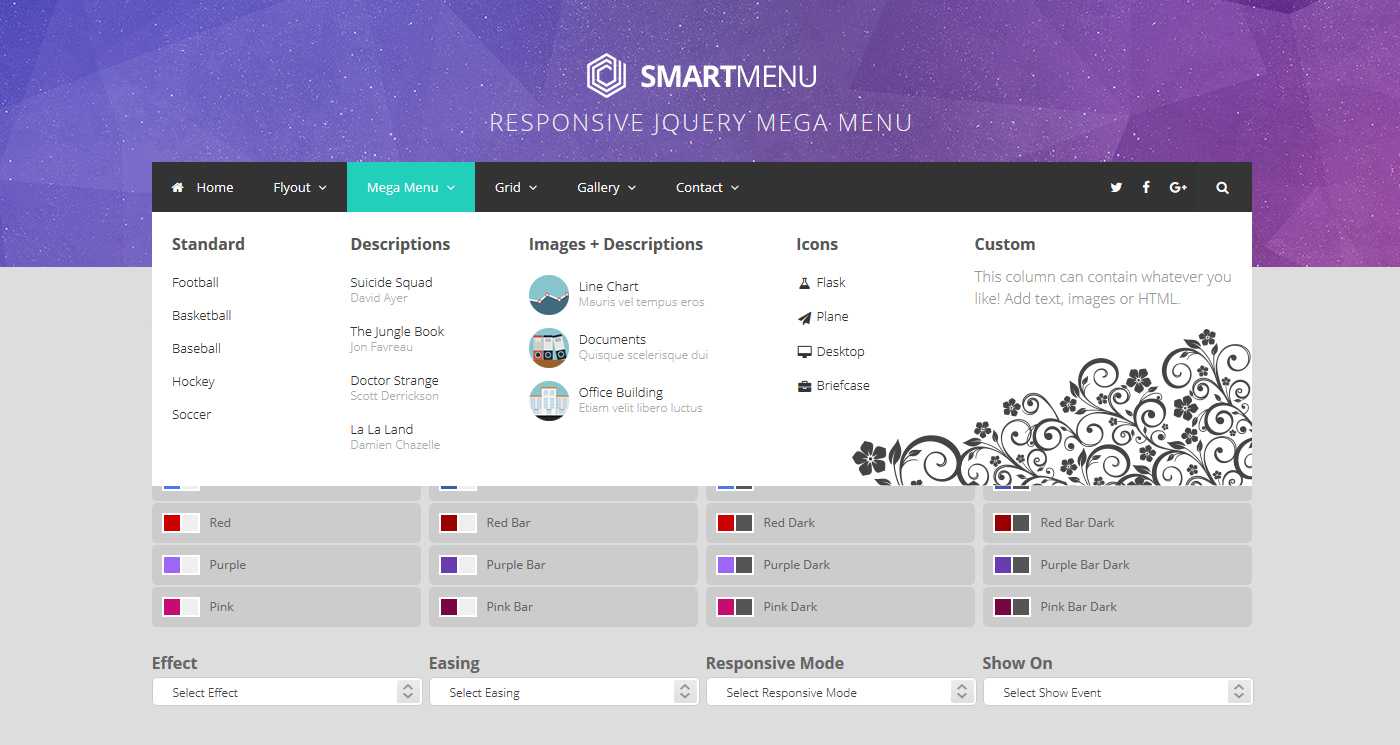 SMARTMENU
RESPONSIVE JQUERY MEGA MENU
Home Flyout Mega Menu Grid Gallery Contact
Standard
Football
Basketball
Baseball
Hockey
Soccer
Descriptions
Suicide Squad
David Ayer
The Jungle Book
Jon Favreau
Doctor Strange
Scott Derrickson
La La Land
Damien Chazelle
Images + Descriptions
Line Chart
Mauris vel tempus eros
Documents
Quisque scelerisque dui
Office Building
Etiam velit libero luctus
Icons
Flask
Plane
Desktop
Briefcase
Custom
This column can contain whatever you
like! Add text, images or HTML.
Red Red Bar Red Dark Red Bar Dark
Purple Purple Bar Purple Dark Purple Bar Dark
Pink Pink Bar Pink Dark Pink Bar Dark
Effect Easing Responsive Mode Show On
Select Effect Select Easing Select Responsive Mode Select Show Event